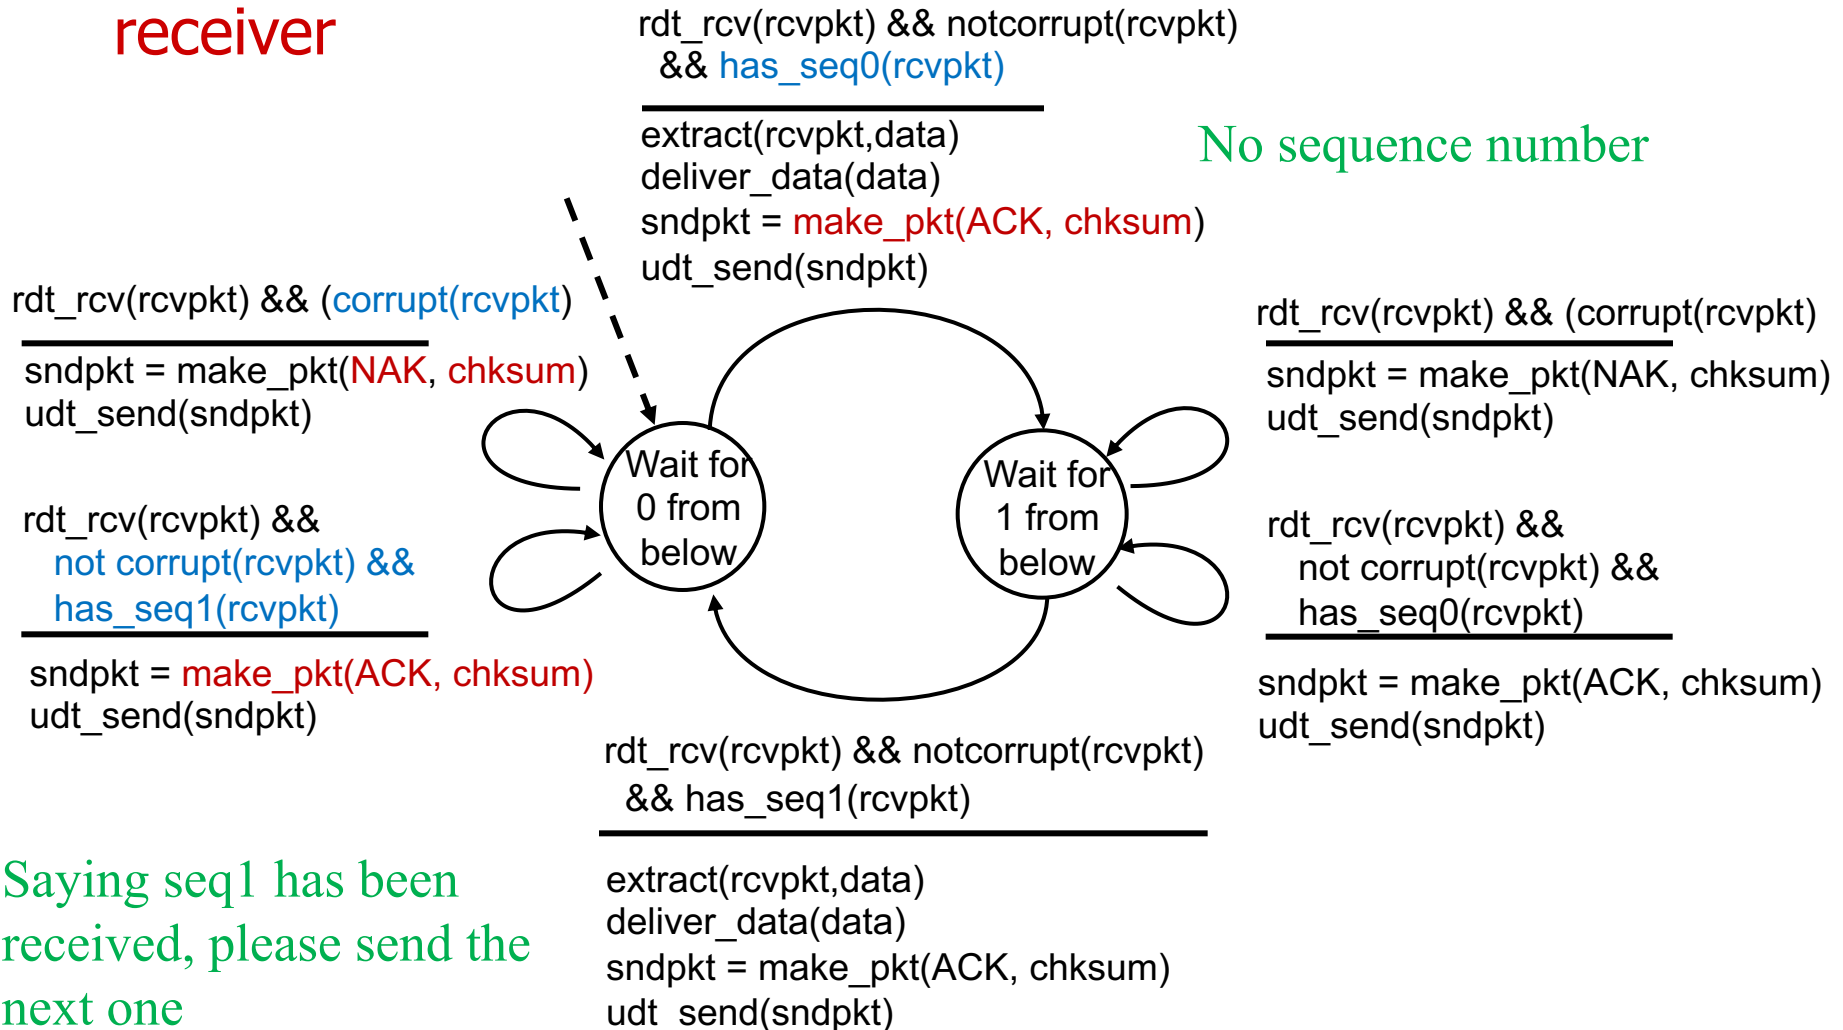 receiver
rdt_rcv(rcvpkt) && notcorrupt(rcvpkt)
&& has_seq0(rcvpkt)
extract(rcvpkt,data)
deliver_data(data)
sndpkt = make_pkt(ACK, chksum)
udt_send(sndpkt)
No sequence number
rdt_rcv(rcvpkt) && (corrupt(rcvpkt)
sndpkt = make_pkt(NAK, chksum)
udt_send(sndpkt)
rdt_rcv(rcvpkt) &&
not corrupt(rcvpkt) &&
has_seq1(rcvpkt)
sndpkt = make_pkt(ACK, chksum)
udt_send(sndpkt)
Wait for
0 from
below
Wait for
1 from
below
rdt_rcv(rcvpkt) && (corrupt(rcvpkt)
sndpkt = make_pkt(NAK, chksum)
udt_send(sndpkt)
rdt_rcv(rcvpkt) &&
not corrupt(rcvpkt) &&
has_seq0(rcvpkt)
sndpkt = make_pkt(ACK, chksum)
udt_send(sndpkt)
rdt_rcv(rcvpkt) && notcorrupt(rcvpkt)
&& has_seq1(rcvpkt)
extract(rcvpkt,data)
deliver_data(data)
sndpkt = make_pkt(ACK, chksum)
udt_send(sndpkt)
Saying seq1 has been
received, please send the
next one